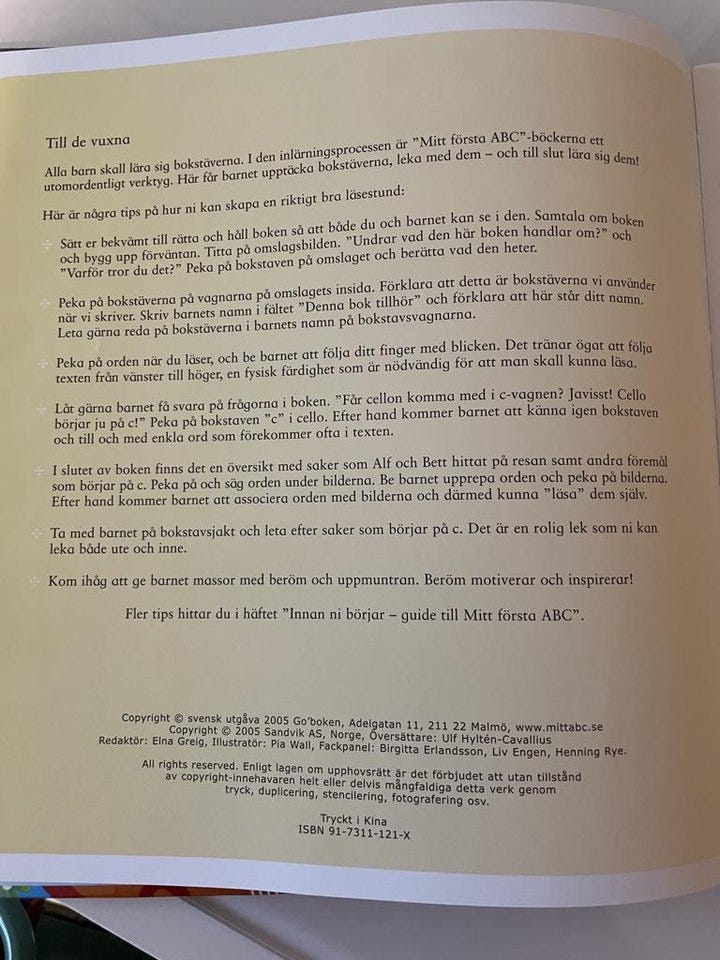 Till de vuxna
Alla barn skall lära sig bokstäverna. I den inlärningsprocessen är ”Mitt första ABC”-böckerna ett
utomordentligt verktyg. Här får barnet upptäcka bokstäverna, leka med dem – och till slut lära sig dem!
Här är några tips på hur ni kan skapa en riktigt bra läsestund:
Sätt er bekvämt till rätta och håll boken så att både du och barnet kan se i den. Samtala om boken
och bygg upp förväntan. Titta på omslagsbilden. ”Undrar vad den här boken handlar om?” och
”Varför tror du det?” Peka på bokstaven på omslaget och berätta vad den heter.
Peka på bokstäverna på vagnarna på omslagets insida. Förklara att detta är bokstäverna vi använder
när vi skriver. Skriv barnets namn i fältet ”Denna bok tillhör” och förklara att här står ditt namn.
Leta gärna reda på bokstäverna i barnets namn på bokstavsvagnarna.
Peka på orden när du läser, och be barnet att följa ditt finger med blicken. Det tränar ögat att följa
texten från vänster till höger, en fysisk färdighet som är nödvändig för att man skall kunna läsa.
Låt gärna barnet få svara på frågorna i boken. ”Får cellon komma med i c-vagnen? Javisst! Cello
börjar ju på c!” Peka på bokstaven ”c” i cello. Efter hand kommer barnet att känna igen bokstaven
och till och med enkla ord som förekommer ofta i texten.
I slutet av boken finns det en översikt med saker som Alf och Bett hittat på resan samt andra föremål
som börjar på c. Peka på och säg orden under bilderna. Be barnet upprepa orden och peka på bilderna.
Efter hand kommer barnet att associera orden med bilderna och därmed kunna ”läsa” dem själv.
Ta med barnet på bokstavsjakt och leta efter saker som börjar på c. Det är en rolig lek som ni kan
leka både ute och inne.
Kom ihåg att ge barnet massor med beröm och uppmuntran. Beröm motiverar och inspirerar!
Fler tips hittar du i häftet ”Innan ni börjar – guide till Mitt första ABC”.
Copyright © svensk utgåva 2005 Go’boken, Adelgatan 11, 211 22 Malmö, www.mittabc.se
Copyright © 2005 Sandvik AS, Norge, Översättare: Ulf Hyltén-Cavallius
Redaktör: Elna Greig, Illustratör: Pia Wall, Fackpanel: Birgitta Erlandsson, Liv Engen, Henning Rye.
All rights reserved. Enligt lagen om upphovsrätt är det förbjudet att utan tillstånd
av copyright-innehavaren helt eller delvis mångfaldiga detta verk genom
tryck, duplicering, stencilering, fotografering osv.
Tryckt i Kina
ISBN 91-7311-121-X